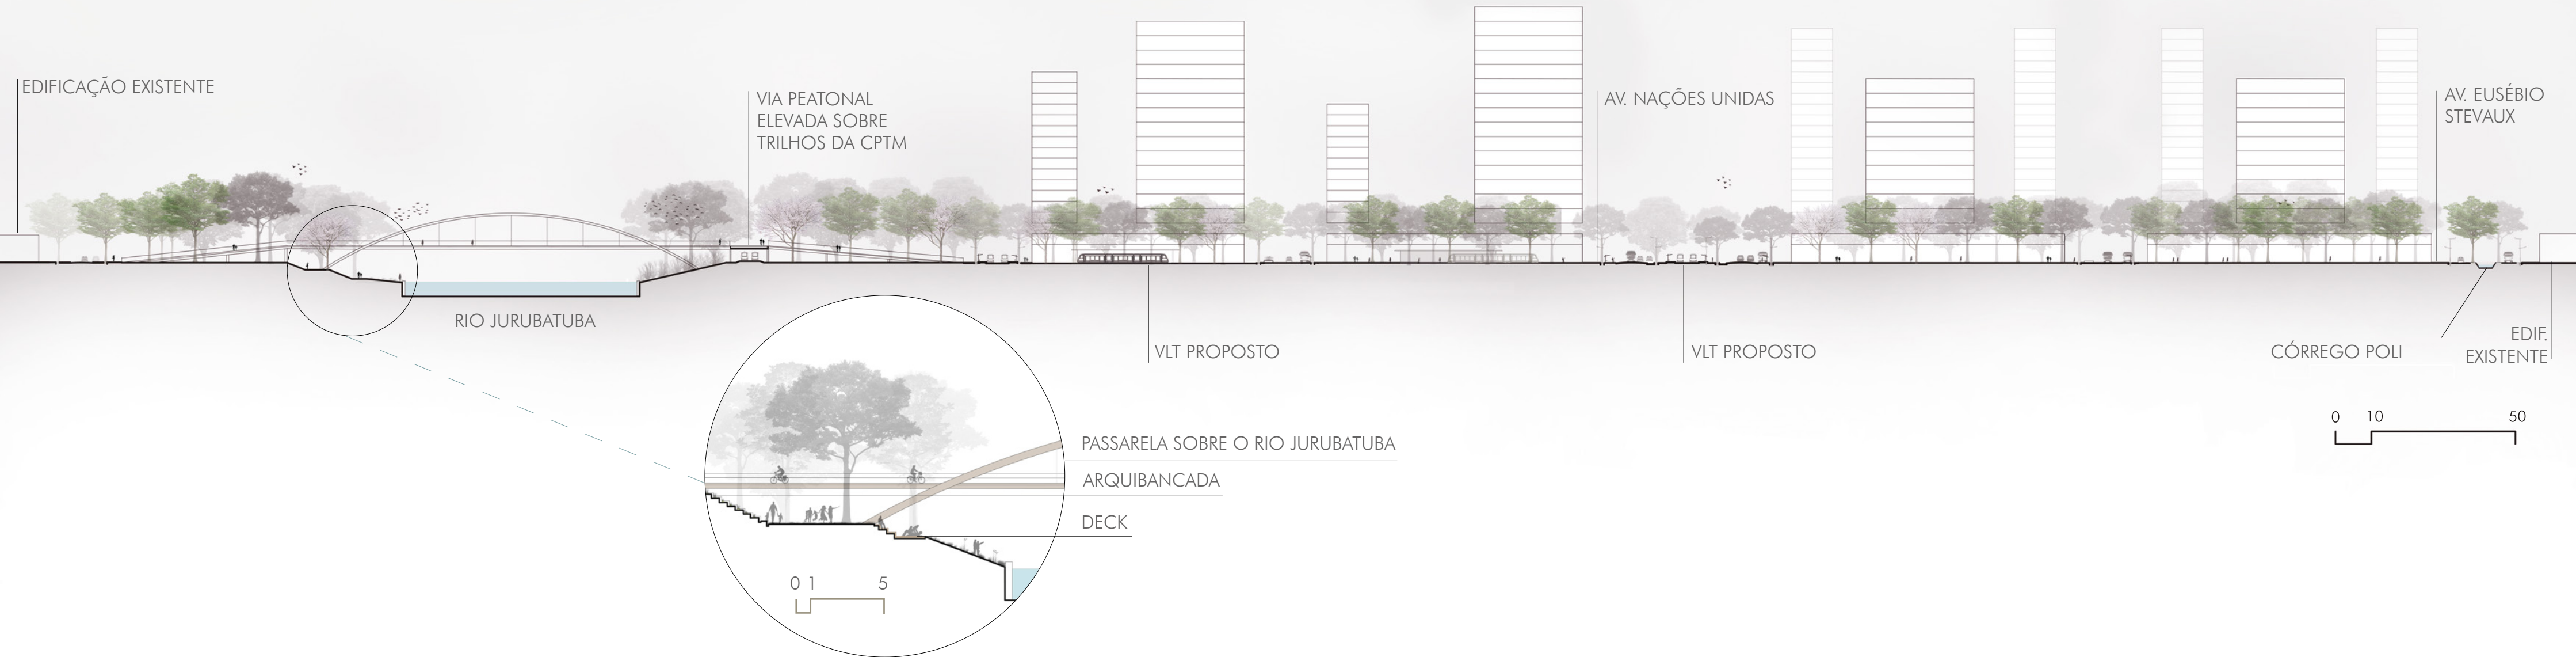 EDIFICAÇÃO EXISTENTE
VIA PEATONAL
ELEVADA SOBRE
TRILHOS DA CPTM
AV. NAÇÕES UNIDAS
AV. EUSÉBIO
STEVAUX
RIO JURUBATUBA
VLT PROPOSTO
VLT PROPOSTO
CÓRREGO POLI
EDIF.
EXISTENTE
0 10 50
PASSARELA SOBRE O RIO JURUBATUBA
ARQUIBANCADA
DECK
0 1 5